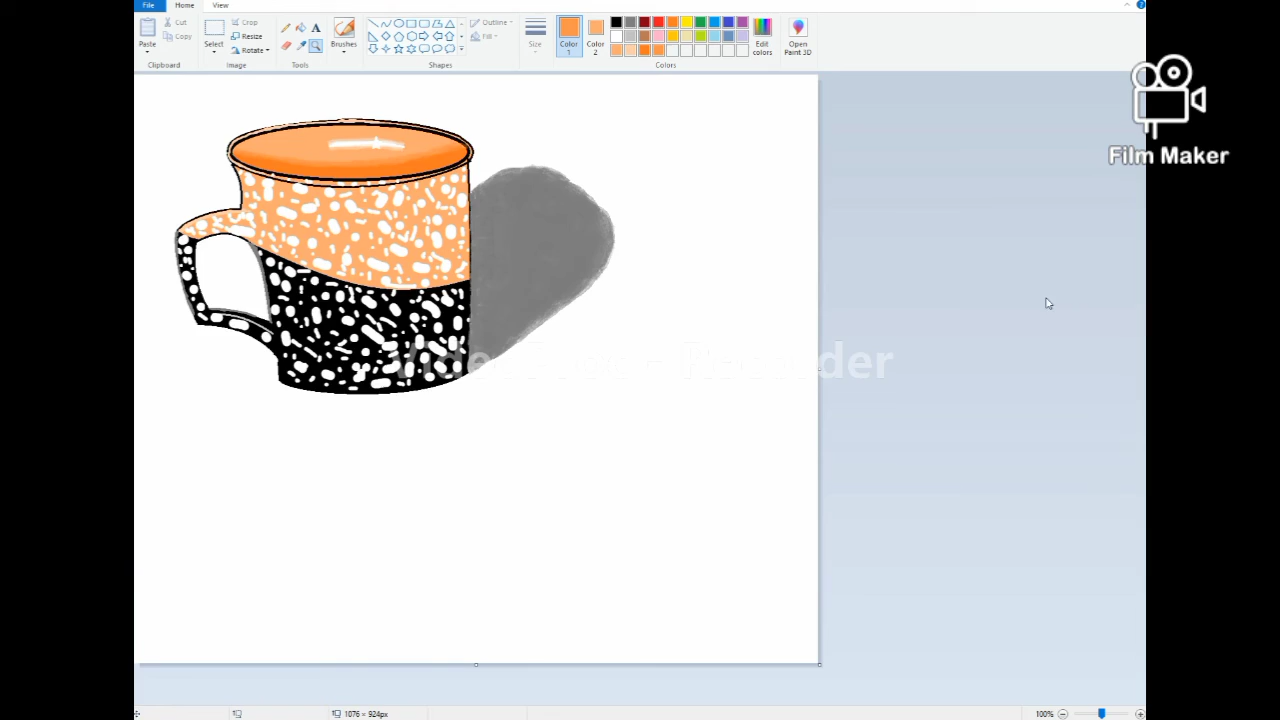 File Home View
Paste
Cut
Copy
Clipboard
Select
Crop
Resize
Rotate
Image
A
Tools
Brushes
Shapes
Outline
Fill
Size
Color
1
Color
2
Edit
colors
Colors
Open
Paint 3D
Film Maker
Recorder
1076 × 924px
100%